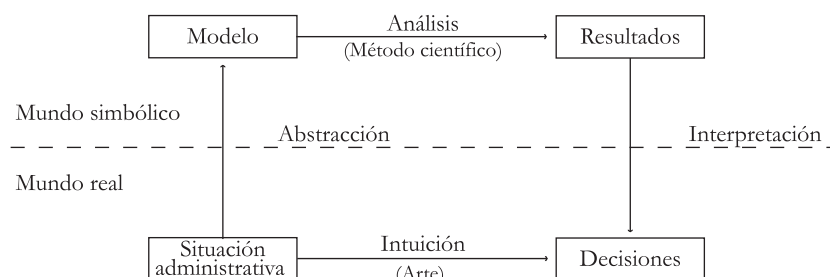 Modelo
Análisis
(Método científico)
Resultados
Mundo simbólico
Abstracción
Interpretación
Mundo real
Situación
administrativa
Intuición
(Arte)
Decisiones